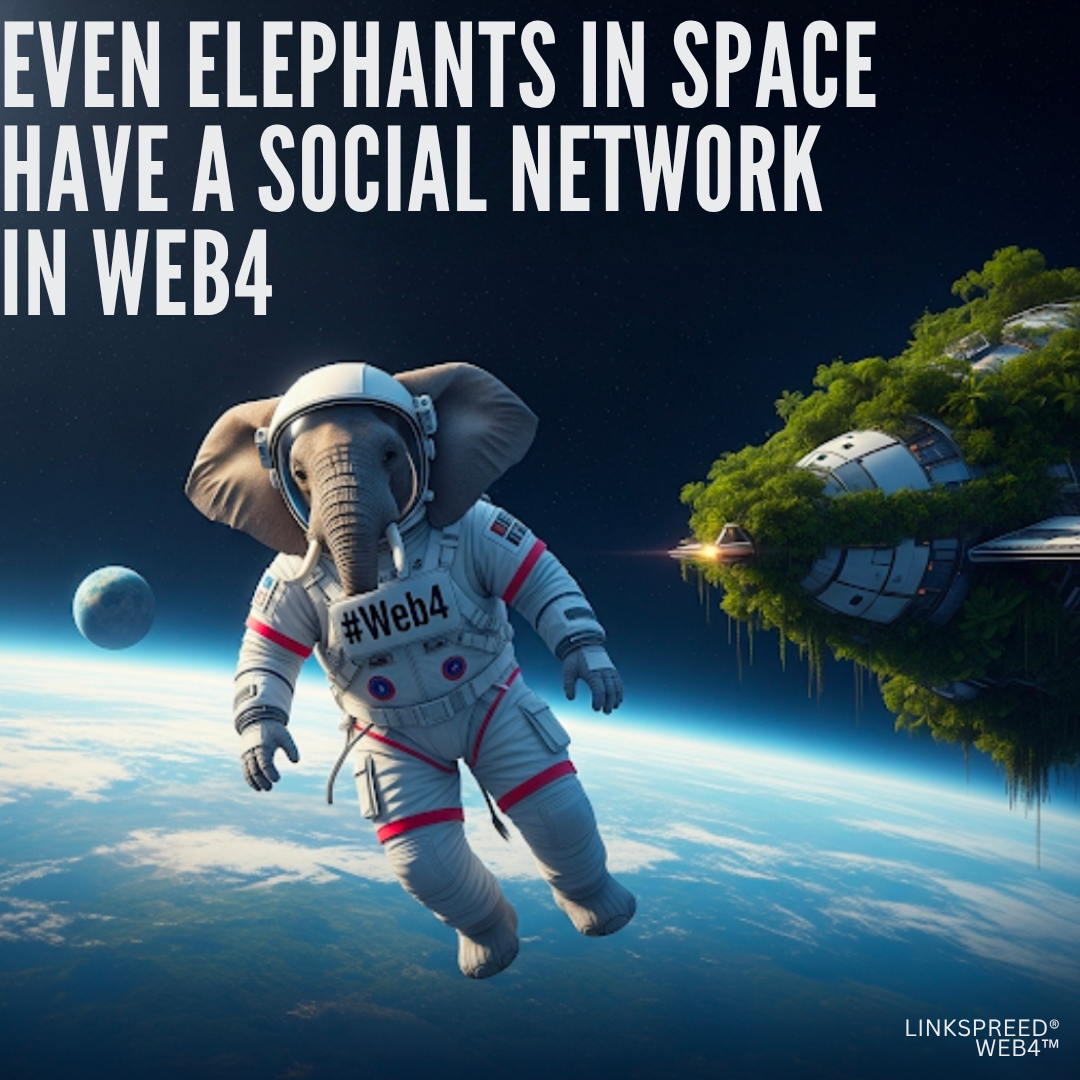 EVEN ELEPHANTS IN SPACE
HAVE A SOCIAL NETWORK
IN WEB4
#Web4
LINKSPREED®
WEB4™